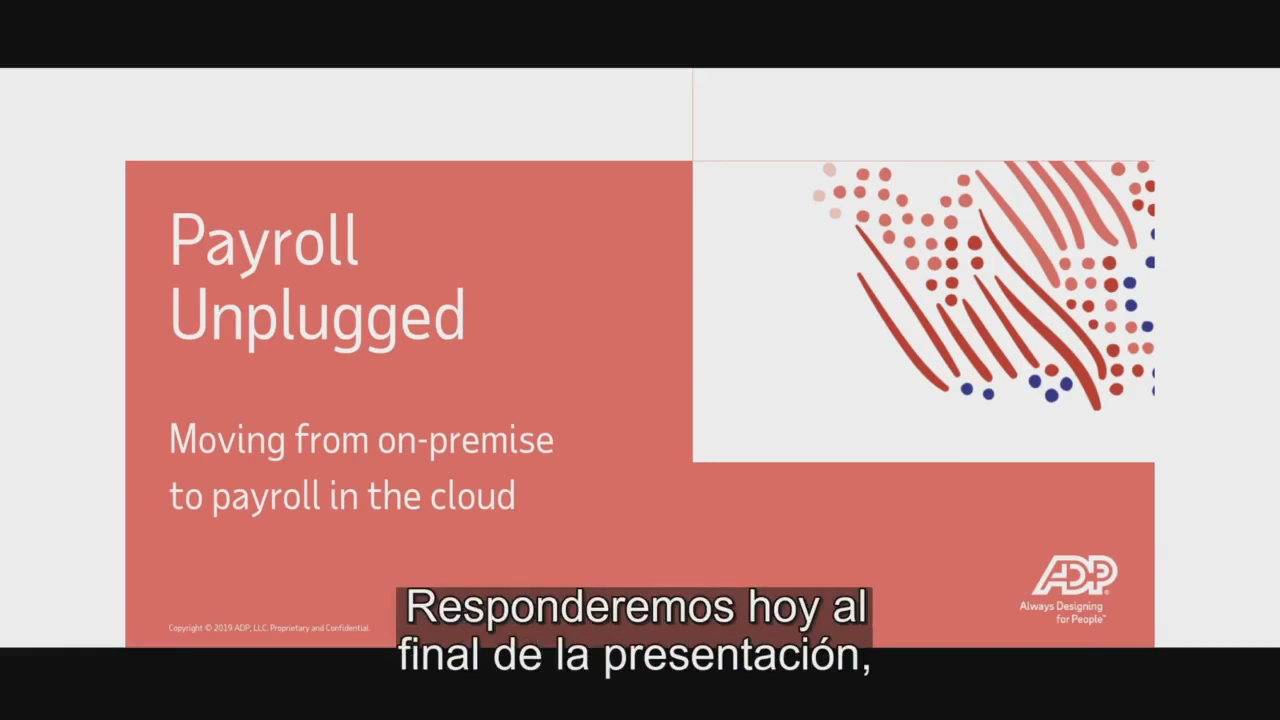 Payroll
Unplugged
Moving from on-premise
to payroll in the cloud
ADP
Always Designing
for People™
Copyright © 2019 ADP, LLC. Proprietary and Confidential.
Responderemos hoy al
final de la presentación,